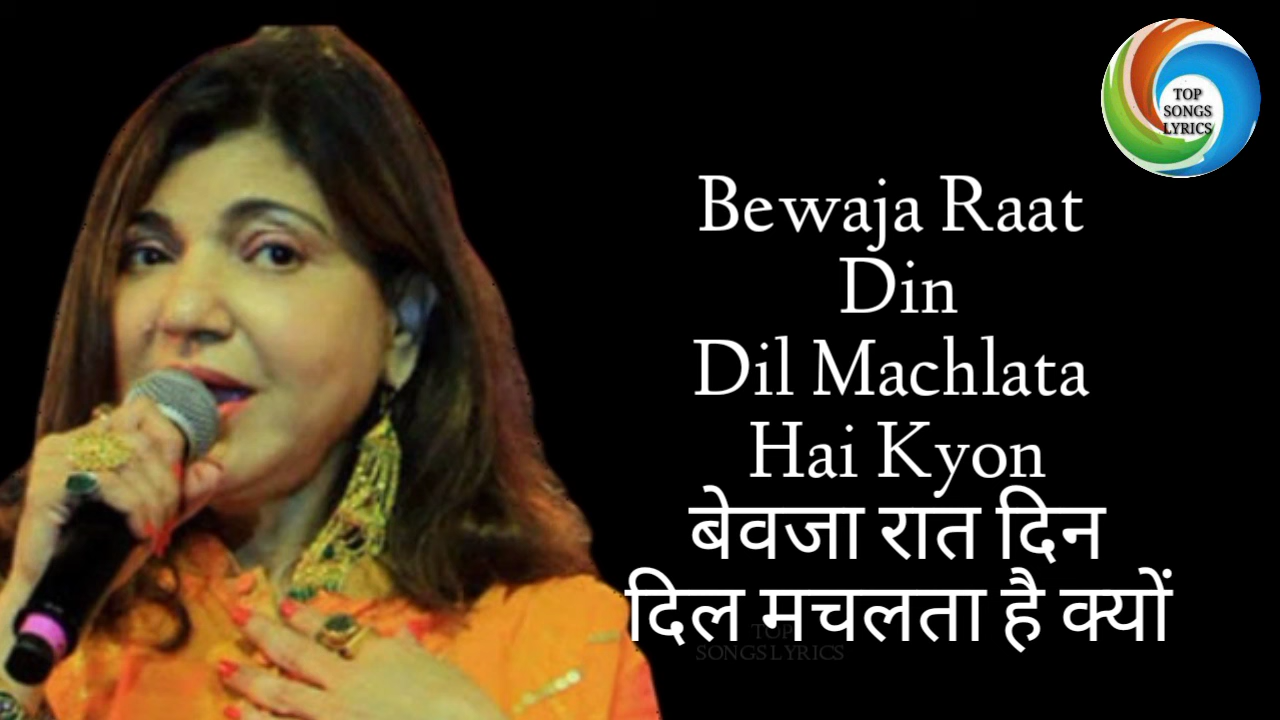 TOP
SONGS
LYRICS
Bewaja Raat
Din
Dil Machlata
Hai Kyon
बेवजा रात दिन
दिल मचलता है क्यों
TOP
SONGS LYRICS